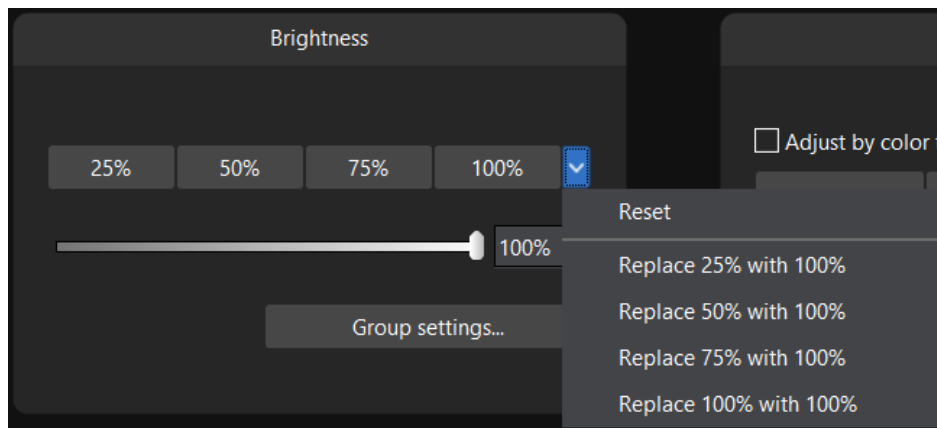 Brightness
25% 50% 75% 100%
Adjust by color
Reset
100%
Replace 25% with 100%
Replace 50% with 100%
Group settings...
Replace 75% with 100%
Replace 100% with 100%